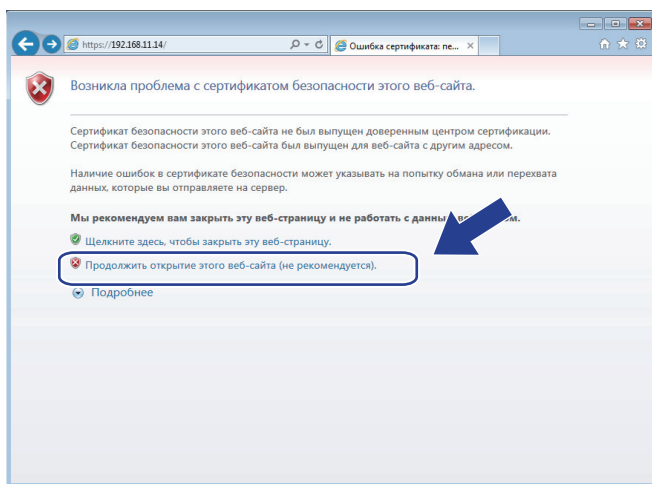 https://192.168.11.14/
Ошибка сертификата: пе...
Возникла проблема с сертификатом безопасности этого веб-сайта.
Сертификат безопасности этого веб-сайта не был выпущен доверенным центром сертификации.
Сертификат безопасности этого веб-сайта был выпущен для веб-сайта с другим адресом.
Наличие ошибок в сертификате безопасности может указывать на попытку обмана или перехвата
данных, которые вы отправляете на сервер.
Мы рекомендуем вам закрыть эту веб-страницу и не работать с
Щелкните здесь, чтобы закрыть эту веб-страницу.
Продолжить открытие этого веб-сайта (не рекомендуется).
Подробнее